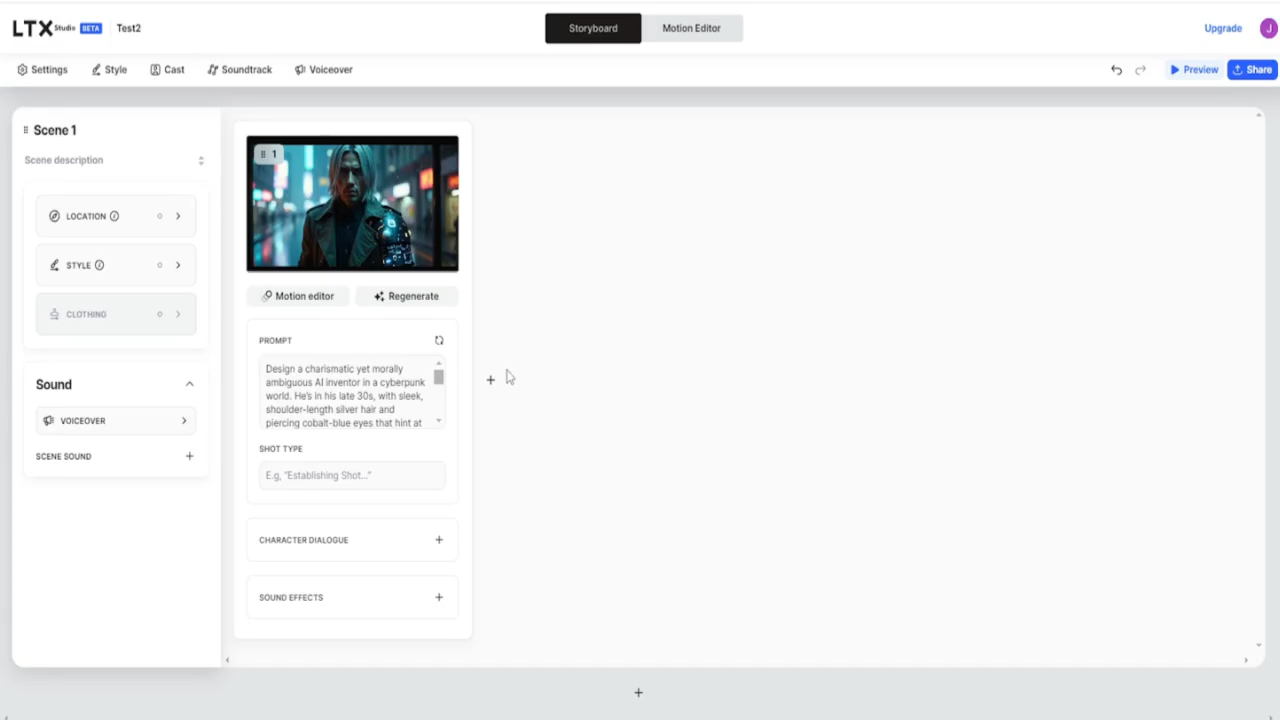 LTX Studio BETA Test2
Storyboard Motion Editor
Upgrade J
Settings Style Cast Soundtrack Voiceover
Preview Share
Scene 1
Scene description
LOCATION
STYLE
CLOTHING
Sound
VOICEOVER
SCENE SOUND
1
Motion editor Regenerate
PROMPT
Design a charismatic yet morally
ambiguous AI inventor in a cyberpunk
world. He's in his late 30s, with sleek,
shoulder-length silver hair and
piercing cobalt-blue eyes that hint at
SHOT TYPE
E.g, "Establishing Shot..."
CHARACTER DIALOGUE
SOUND EFFECTS